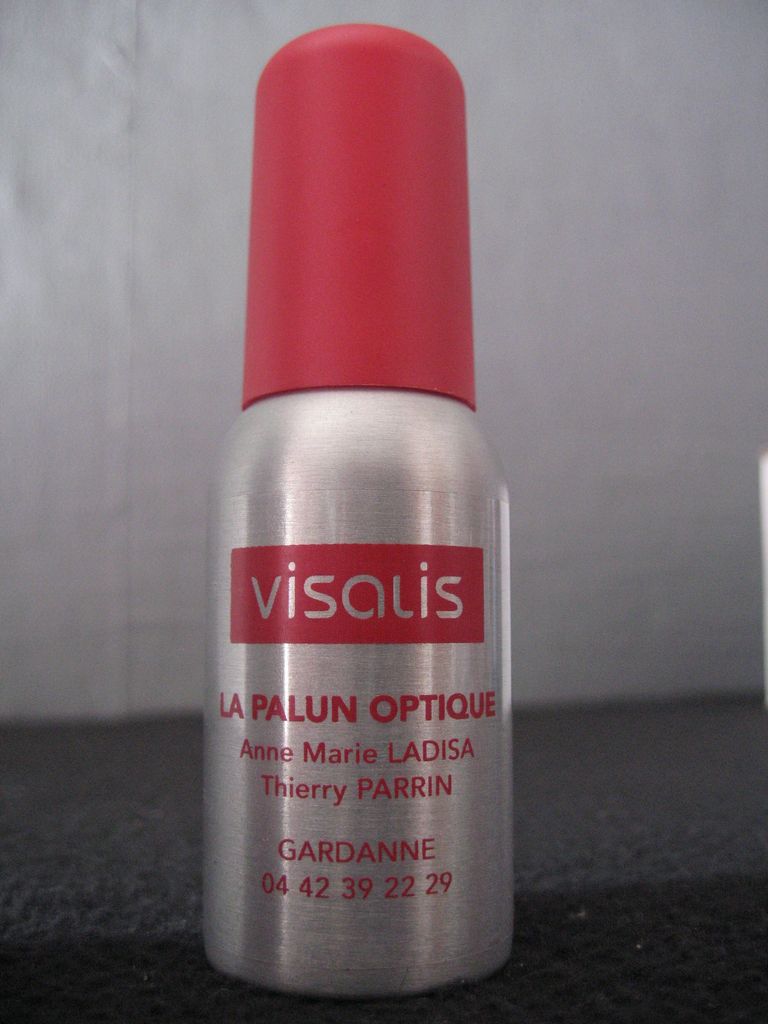 visalis
LA PALUN OPTIQUE
Anne Marie LADISA
Thierry PARRIN
GARDANNE
04 42 39 22 29